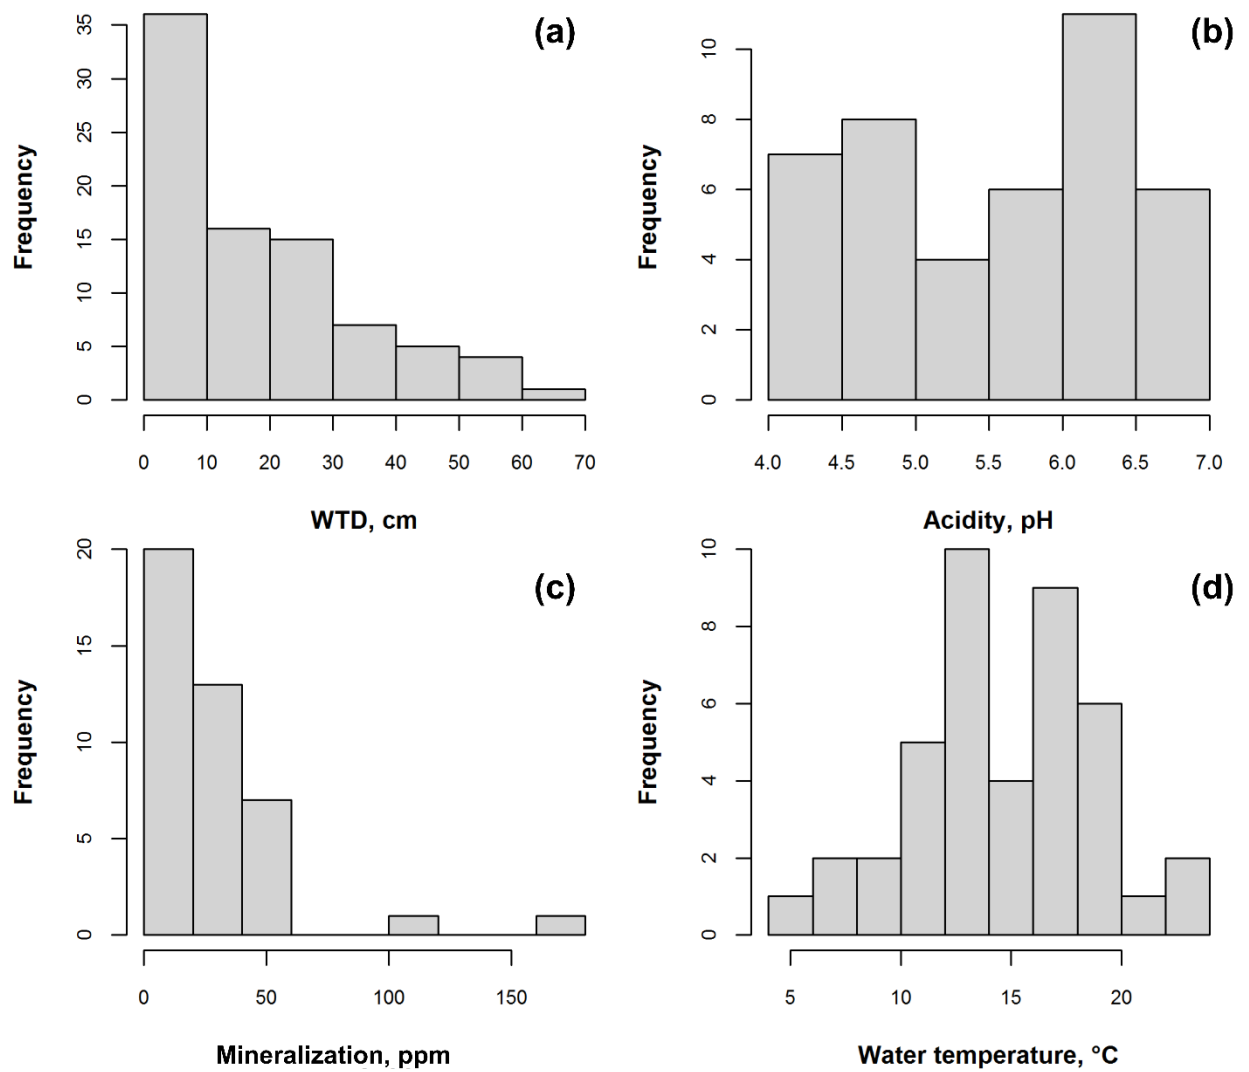 (a)
Frequency
35
30
25
20
15
10
5
0
0 10 20 30 40 50 60 70
WTD, cm
(b)
Frequency
10
8
6
4
2
0
4.0 4.5 5.0 5.5 6.0 6.5 7.0
Acidity, pH
(c)
Frequency
20
15
10
5
0
0 50 100 150
Mineralization, ppm
(d)
Frequency
10
8
6
4
2
0
5 10 15 20
Water temperature, °C